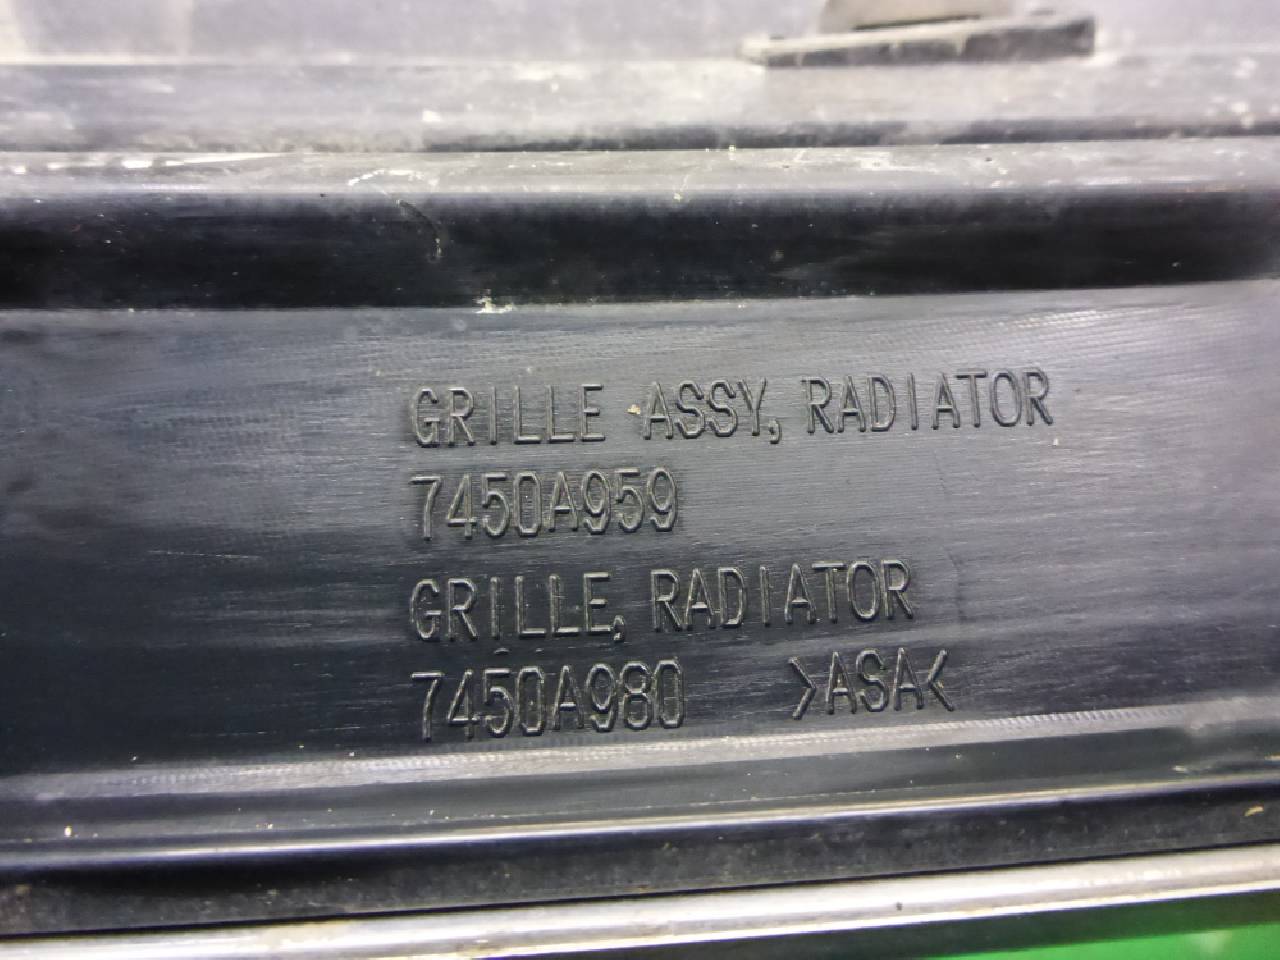 GRILLE ASSY, RADIATOR
7450A959
GRILLE, RADIATOR
7450A980 >ASA<